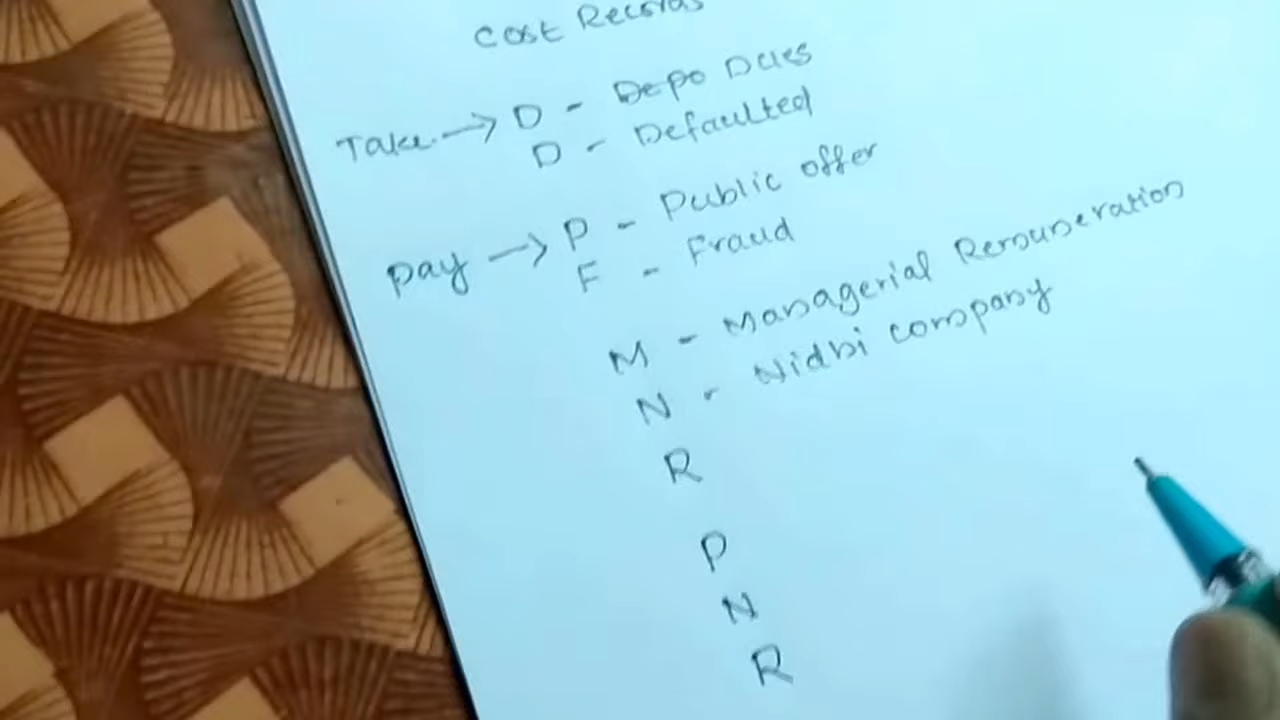 Cost Records
Take → D - Depo Dues
D - Defaulted
Pay → P - Public offer
F - Fraud
M - Managerial Remuneration
N - Nidhi company
R
P
N
R